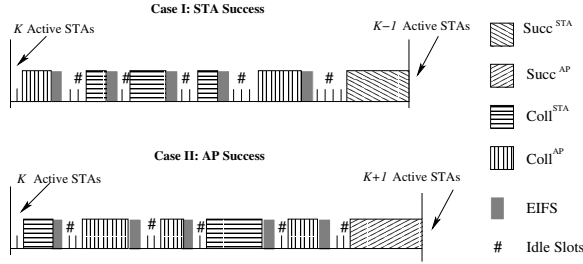 Case I: STA Success
K Active STAs
K−1 Active STAs
# # # # #
Case II: AP Success
K Active STAs
K+1 Active STAs
# # # # #
Succ STA
Succ AP
Coll STA
Coll AP
EIFS
# Idle Slots